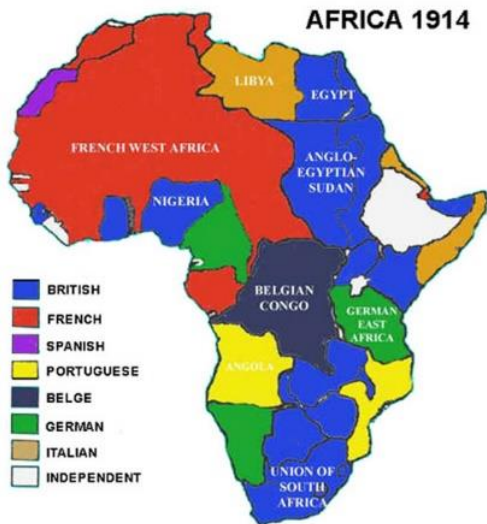 AFRICA 1914
LIBYA
EGYPT
FRENCH WEST AFRICA
ANGLO-
EGYPTIAN
SUDAN
NIGERIA
BELGIAN
CONGO
GERMAN
EAST
AFRICA
ANGOLA
UNION OF
SOUTH
AFRICA
BRITISH
FRENCH
SPANISH
PORTUGUESE
BELGE
GERMAN
ITALIAN
INDEPENDENT